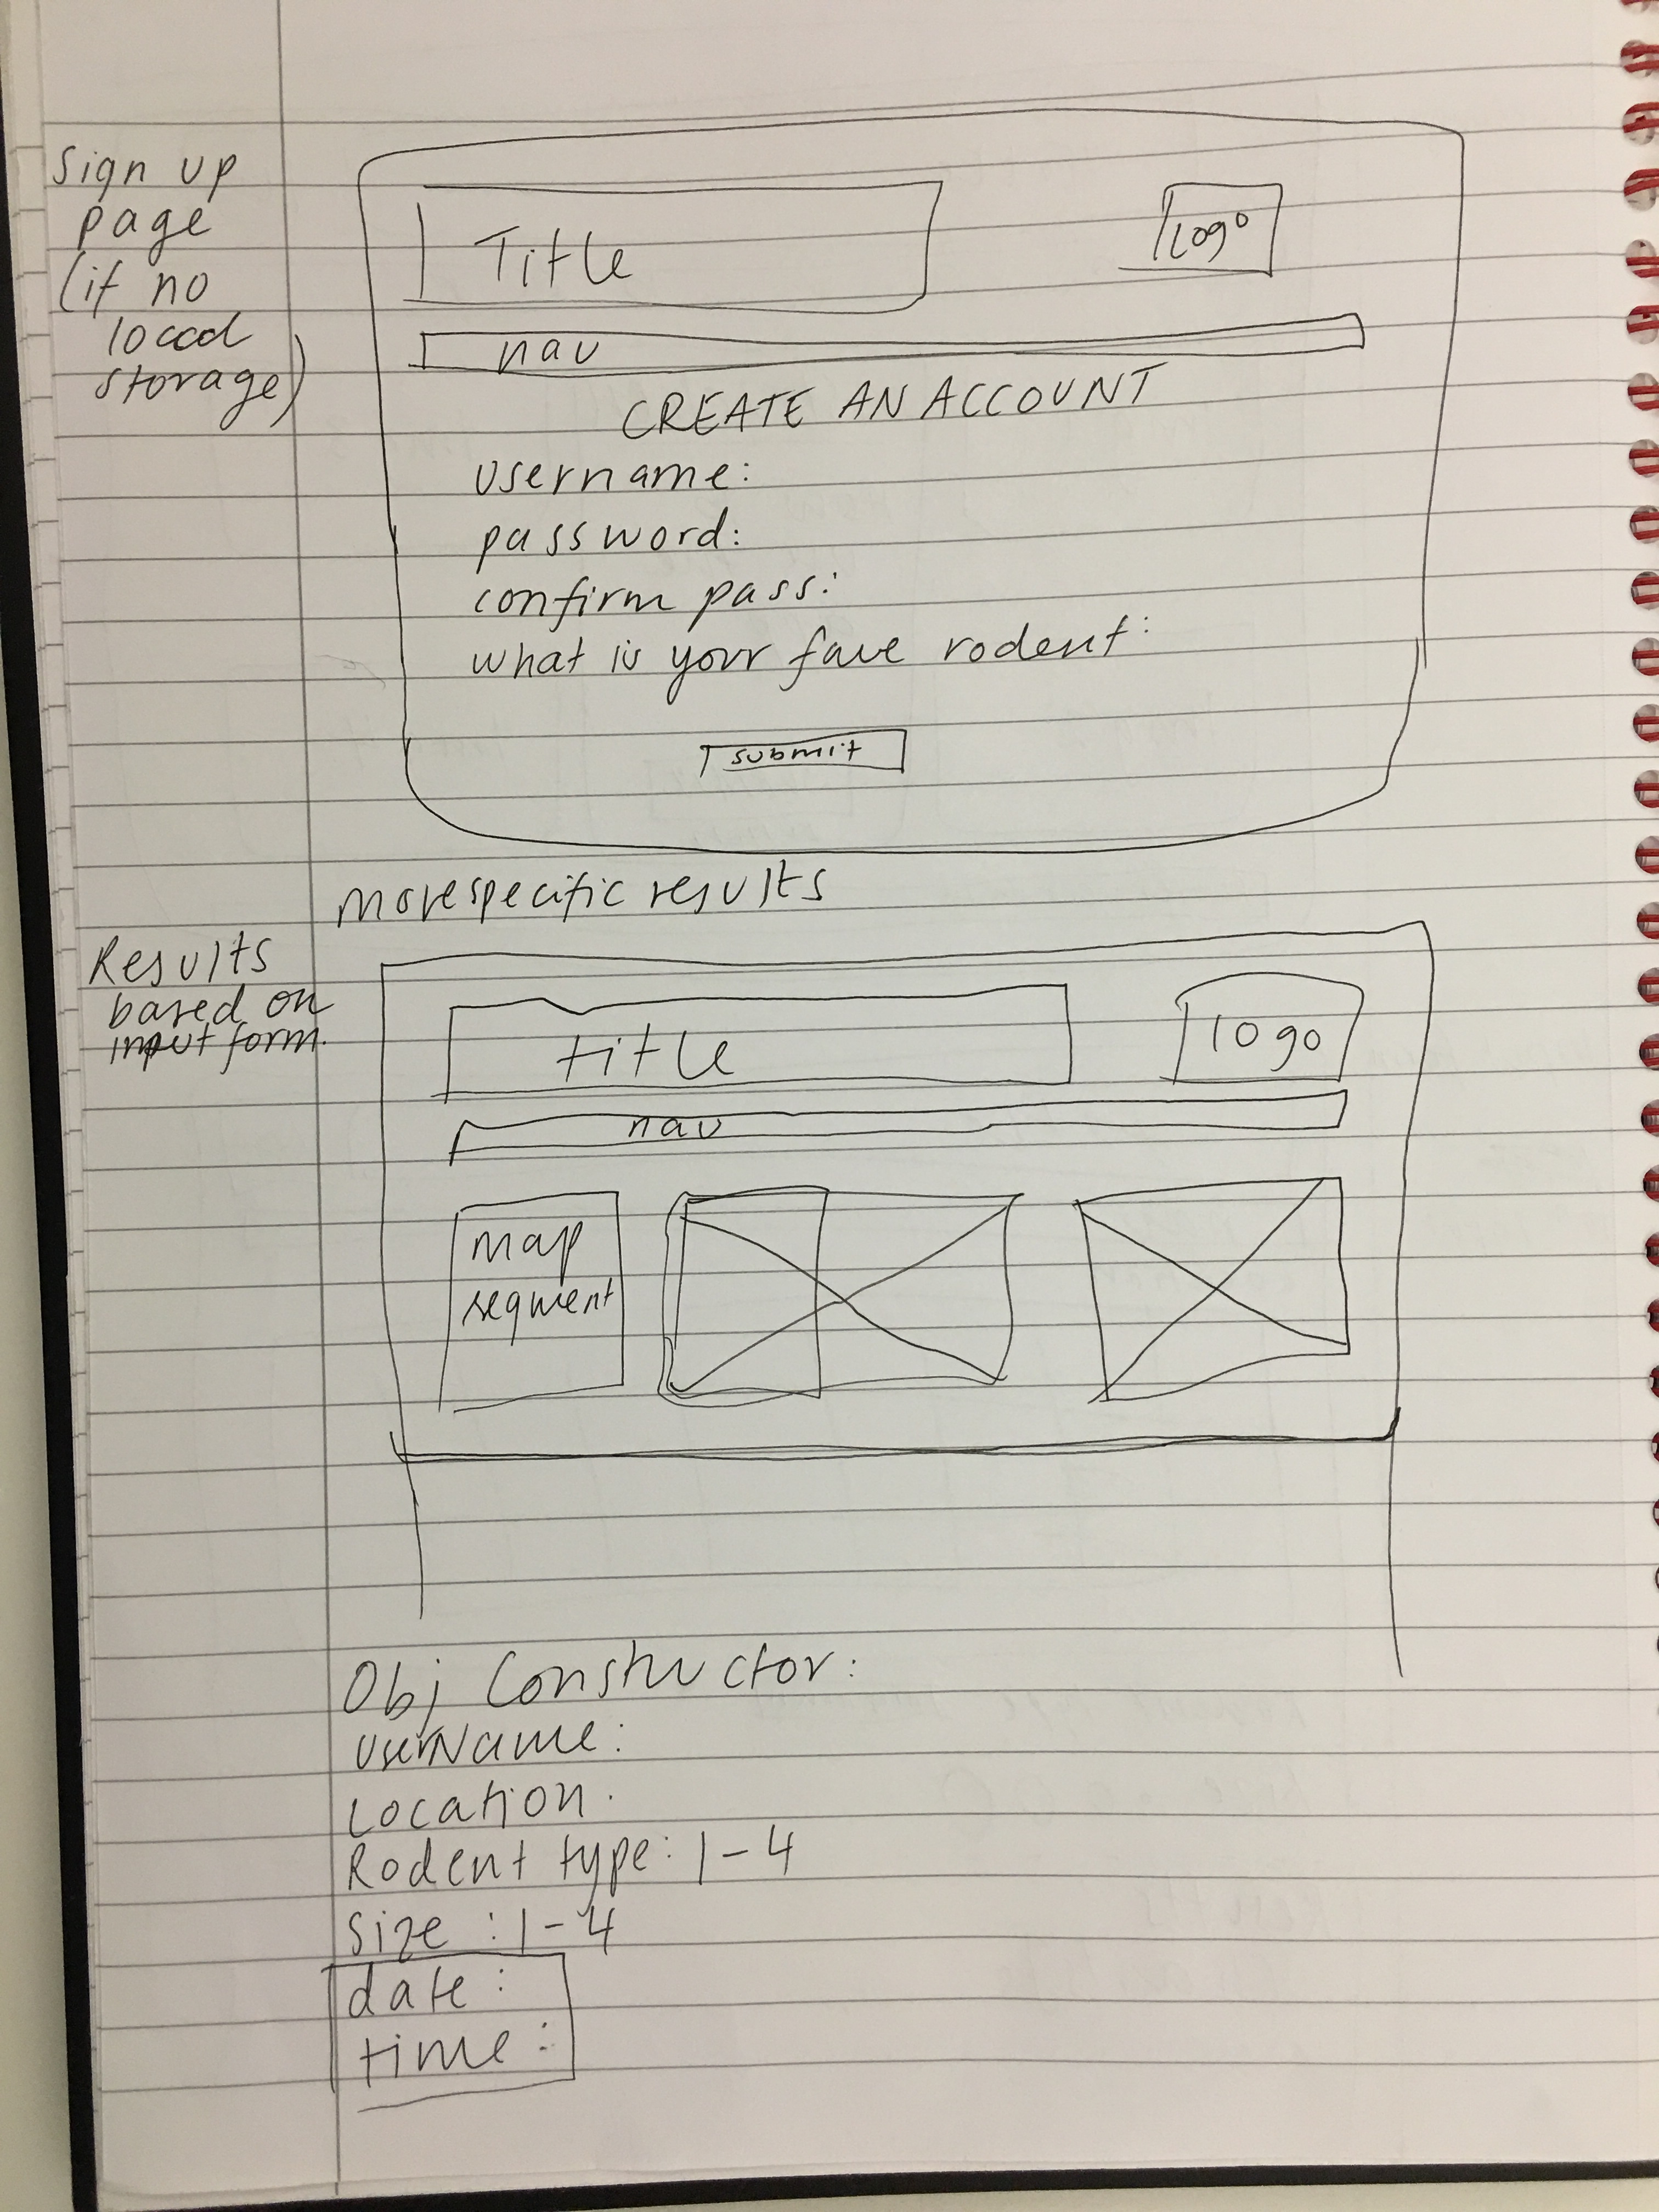 Sign up
page
(if no
local
storage)
Title
logo
nav
CREATE AN ACCOUNT
username:
password:
confirm pass:
what is your fave rodent:
submit
more specific results
Results
based on
input form.
title
logo
nav
map
segment
Obj Constructor:
UserName:
Location:
Rodent type: 1-4
Size : 1-4
date :
time :